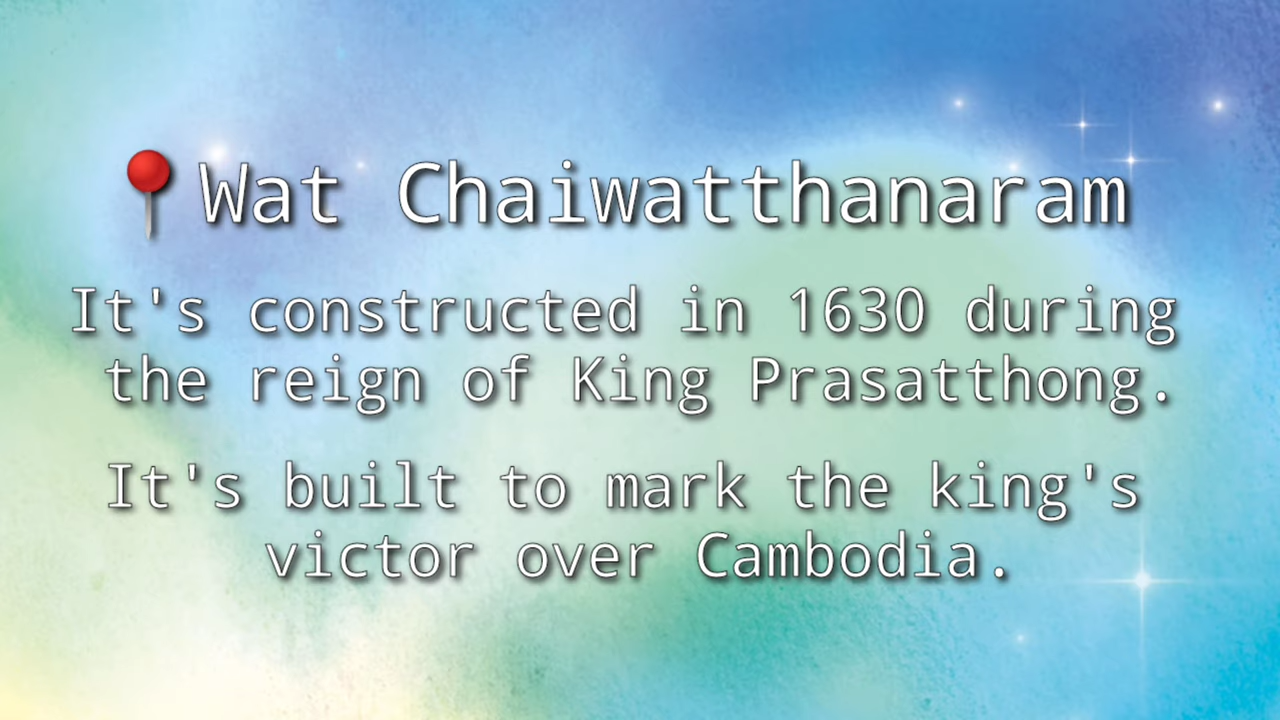 📍Wat Chaiwatthanaram
It's constructed in 1630 during
the reign of King Prasatthong.
It's built to mark the king's
victor over Cambodia.